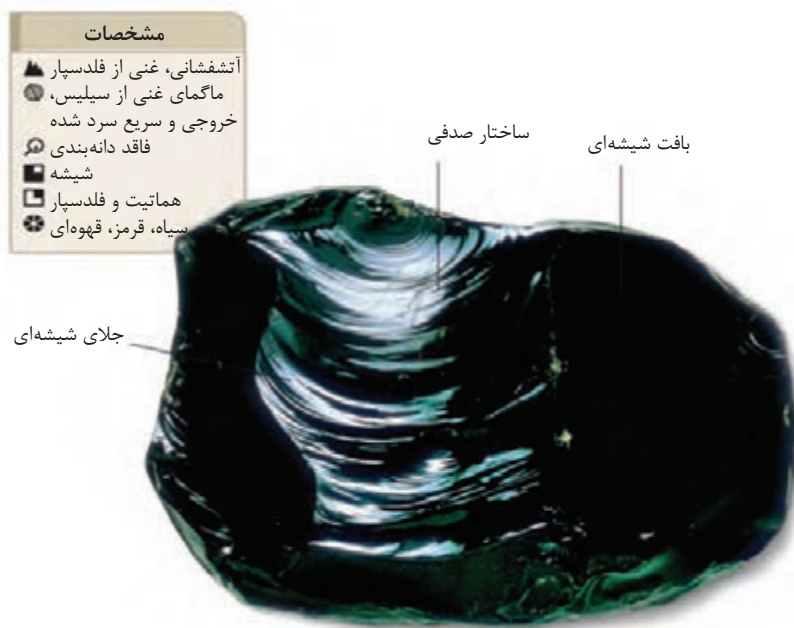 مشخصات
آتشفشانی، غنی از فلدسپار
ماگمای غنی از سیلیس،
خروجی و سریع سرد شده
فاقد دانه‌بندی
شیشه
هماتیت و فلدسپار
سیاه، قرمز، قهوه‌ای
ساختار صدفی
بافت شیشه‌ای
جلای شیشه‌ای